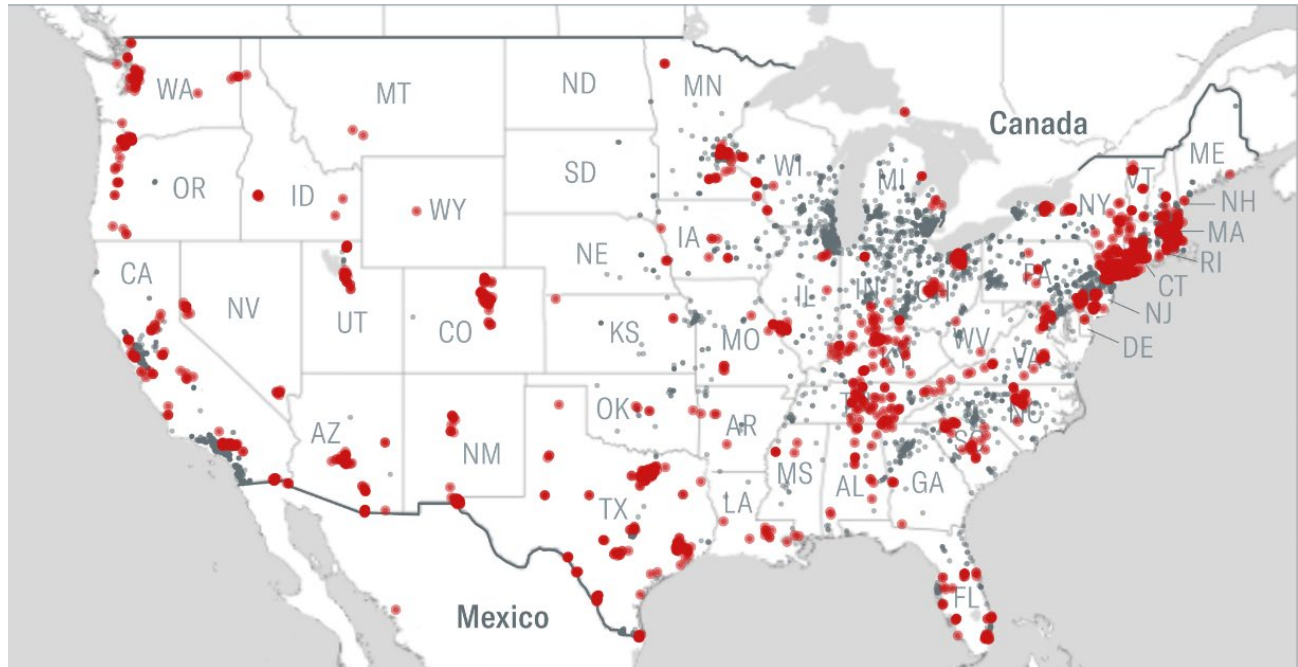 WA
MT
ND
MN
Canada
ME
OR
ID
SD
WI
MI
VT
NY
NH
WY
MA
IA
RI
CA
NE
PA
CT
NV
UT
CO
IL
IN
OH
NJ
KS
MO
WV
VA
DE
KY
AZ
NM
OK
AR
TN
NC
SC
TX
LA
MS
AL
GA
Mexico
FL